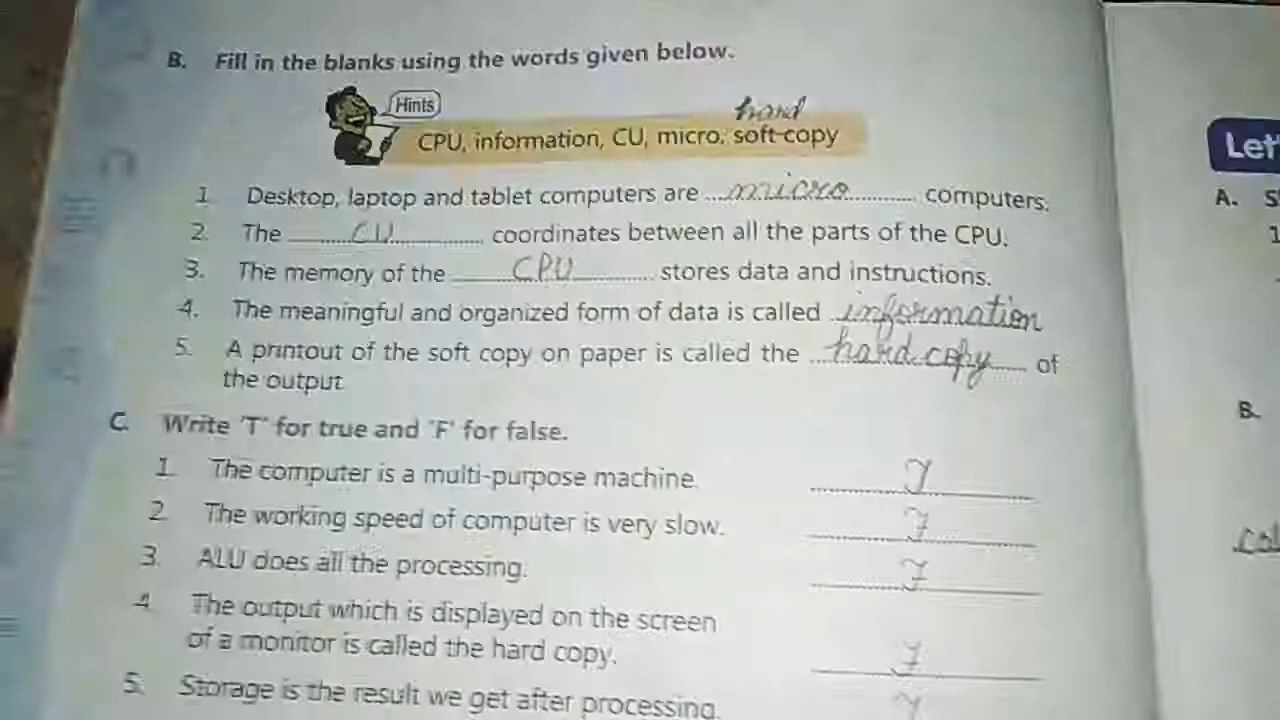 B. Fill in the blanks using the words given below.
Hints
hard
CPU, information, CU, micro, soft-copy
Let
1. Desktop, laptop and tablet computers are micro computers.
A. S
1
2. The CU coordinates between all the parts of the CPU.
3. The memory of the CPU stores data and instructions.
4. The meaningful and organized form of data is called information
5. A printout of the soft copy on paper is called the hard copy of
the output
B.
C. Write 'T' for true and 'F' for false.
1. The computer is a multi-purpose machine. T
2. The working speed of computer is very slow. F
3. ALU does all the processing. F
col
4. The output which is displayed on the screen
of a monitor is called the hard copy. F
5. Storage is the result we get after processing.